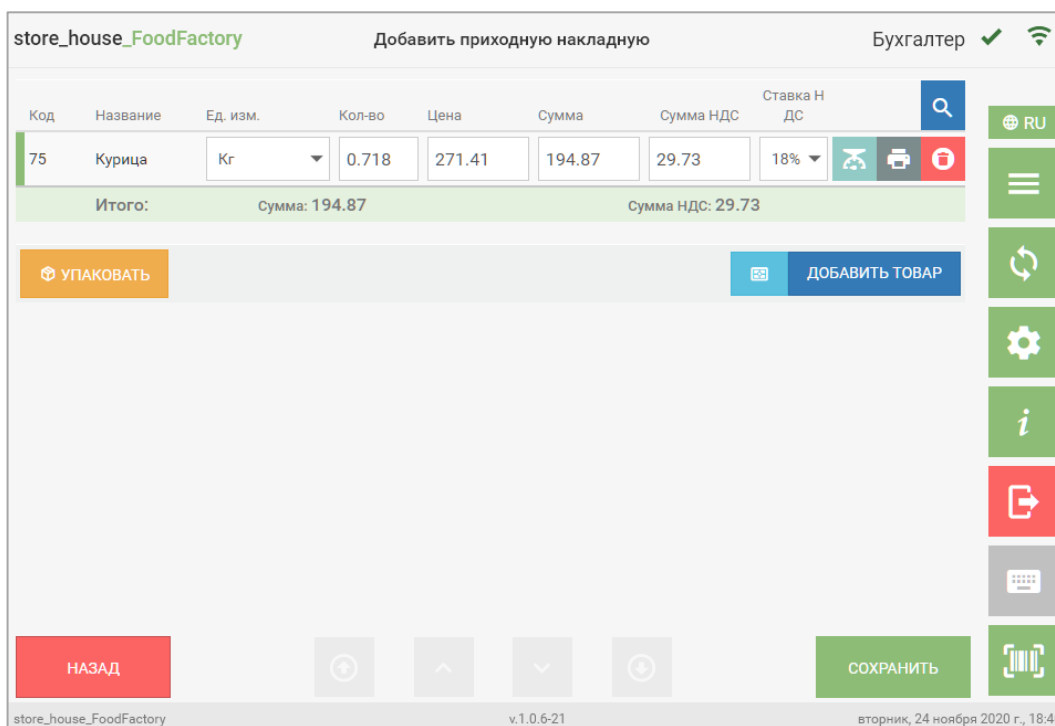 store_house_FoodFactory Добавить приходную накладную Бухгалтер
Код Название Ед. изм. Кол-во Цена Сумма Сумма НДС Ставка Н
ДС
RU
75 Курица Кг 0.718 271.41 194.87 29.73 18%
Итого: Сумма: 194.87 Сумма НДС: 29.73
УПАКОВАТЬ ДОБАВИТЬ ТОВАР
i
НАЗАД СОХРАНИТЬ
store_house_FoodFactory v.1.0.6-21 вторник, 24 ноября 2020 г., 18:4